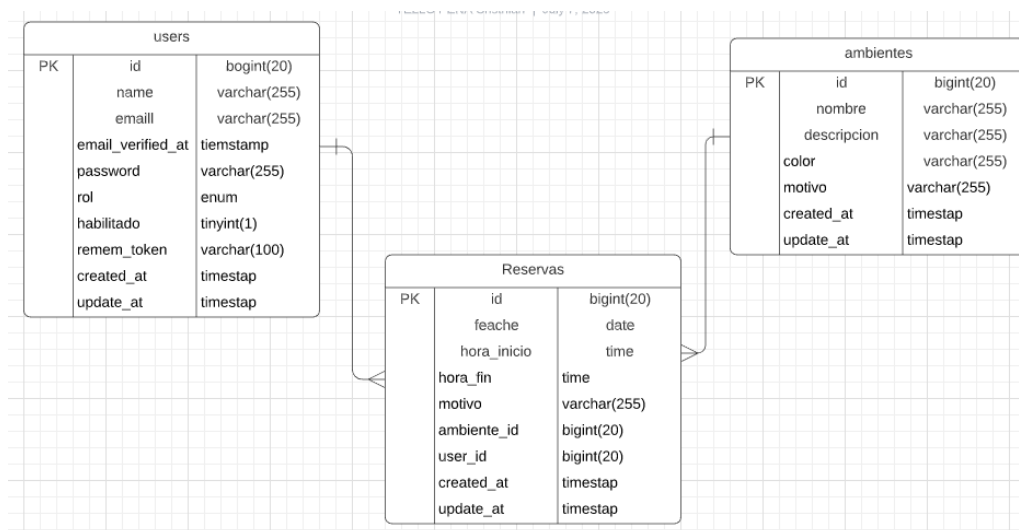 users
PK id bogint(20)
name varchar(255)
emaill varchar(255)
email_verified_at tiemstamp
password varchar(255)
rol enum
habilitado tinyint(1)
remem_token varchar(100)
created_at timestap
update_at timestap
ambientes
PK id bigint(20)
nombre varchar(255)
descripcion varchar(255)
color varchar(255)
motivo varchar(255)
created_at timestap
update_at timestap
Reservas
PK id bigint(20)
feache date
hora_inicio time
hora_fin time
motivo varchar(255)
ambiente_id bigint(20)
user_id bigint(20)
created_at timestap
update_at timestap